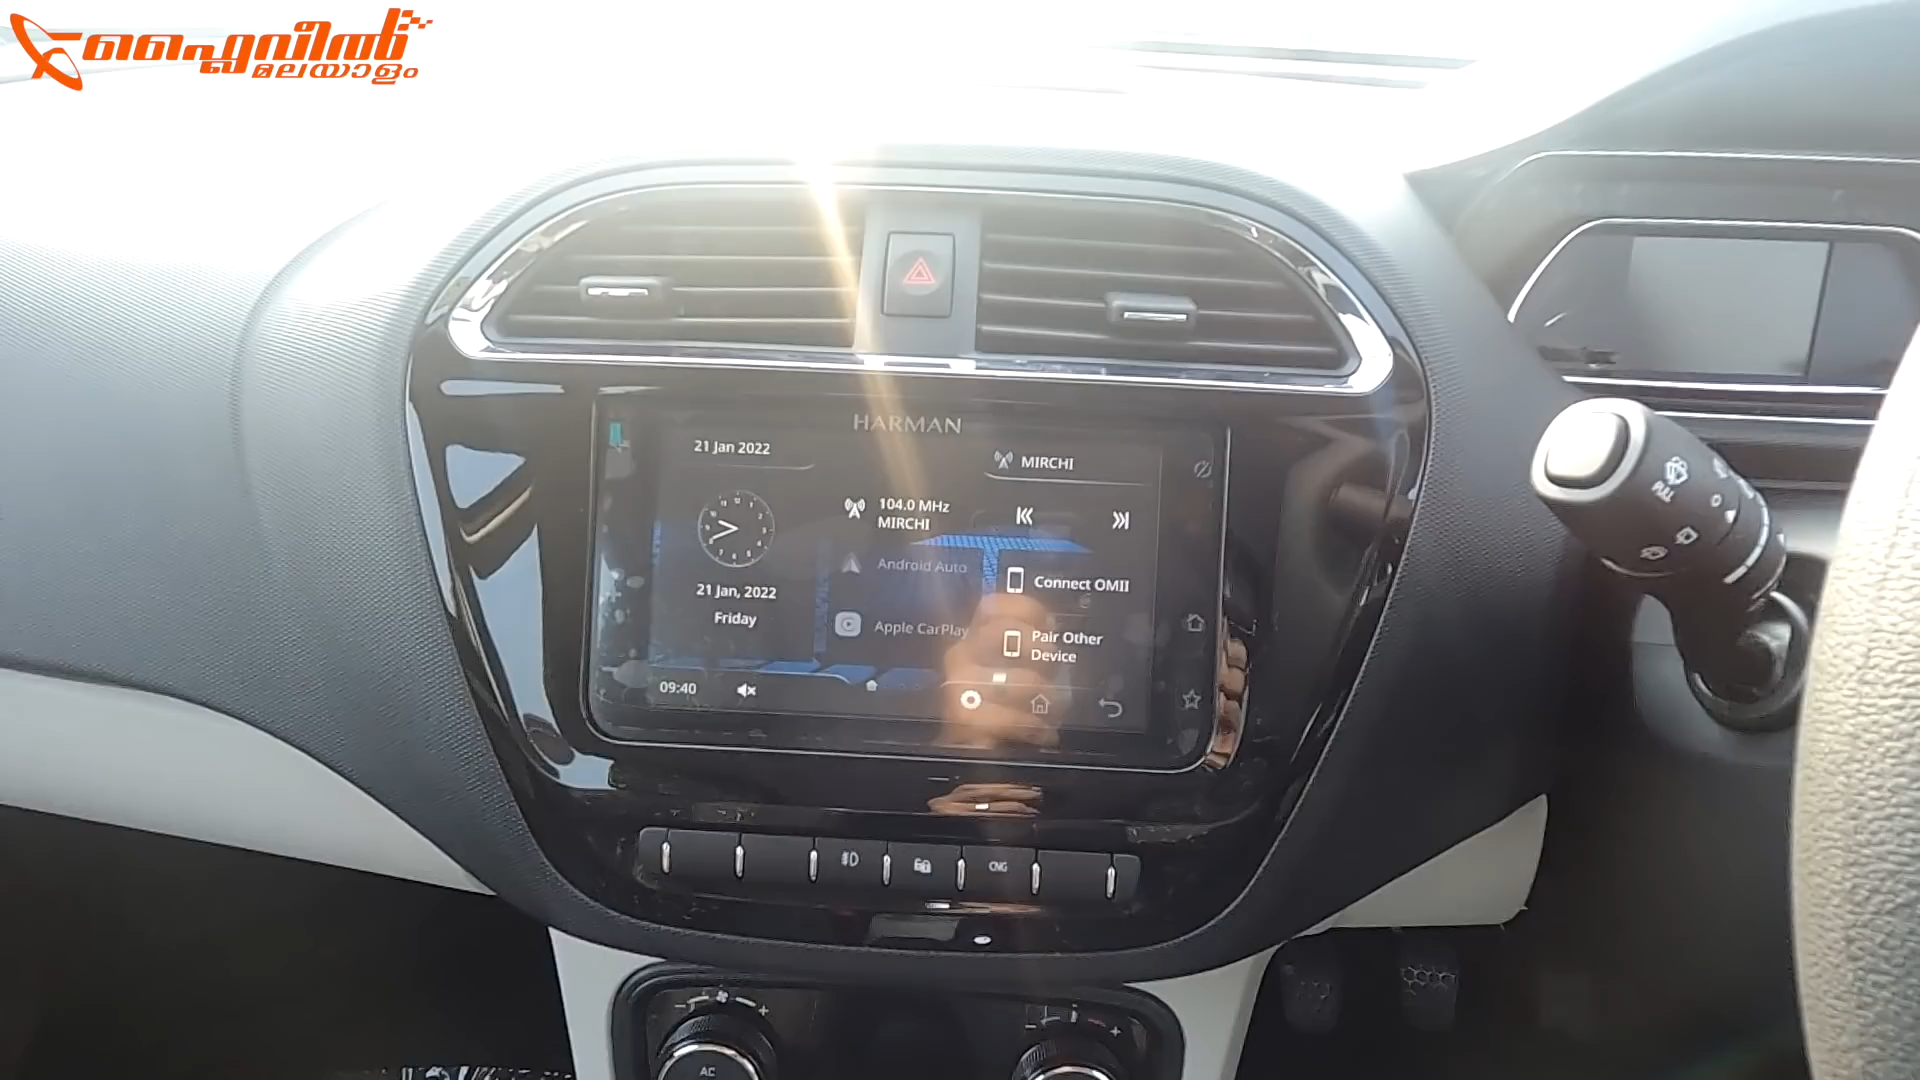 ഫ്ലൈവീൽ
മലയാളം
HARMAN
21 Jan 2022
MIRCHI
104.0 MHz
MIRCHI
Android Auto
Connect OMII
21 Jan, 2022
Friday
Apple CarPlay
Pair Other
Device
09:40
PULL
CNG
AC